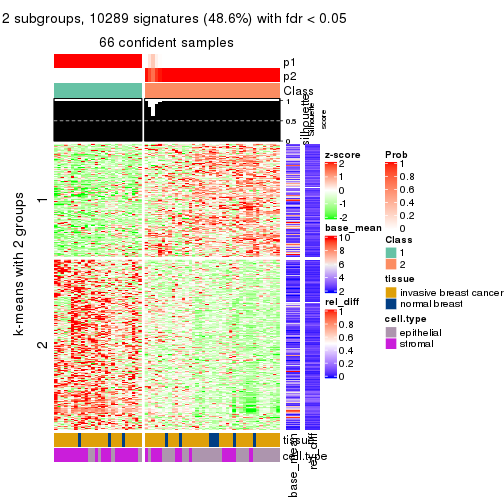 2 subgroups, 10289 signatures (48.6%) with fdr < 0.05
66 confident samples
p1
p2
Class
silhouette
score
1
0.5
0
k-means with 2 groups
1
2
tissue
cell.type
base_mean
rel_diff
z-score
2
1
0
-1
-2
base_mean
10
8
6
4
2
rel_diff
1
0.8
0.6
0.4
0.2
0
Prob
1
0.8
0.6
0.4
0.2
0
Class
1
2
tissue
invasive breast cancer
normal breast
cell.type
epithelial
stromal